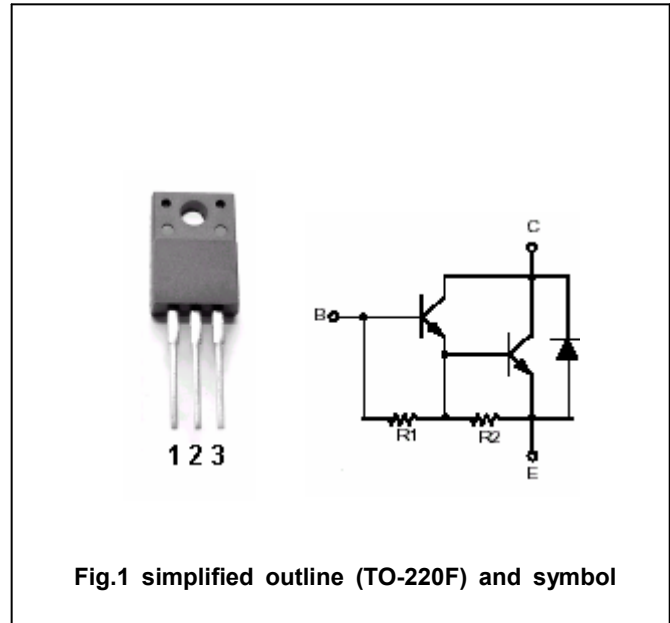 C
B
R1 R2
E
1 2 3
Fig.1 simplified outline (TO-220F) and symbol